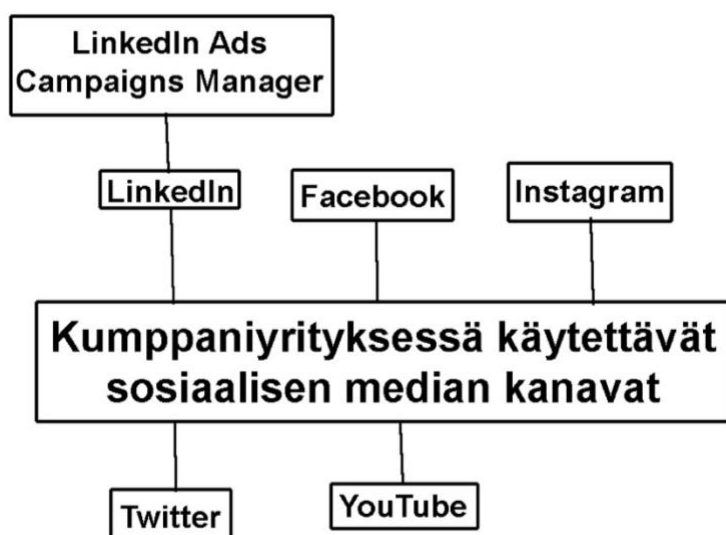 LinkedIn Ads
Campaigns Manager
LinkedIn
Facebook
Instagram
Kumppaniyrityksessä käytettävät
sosiaalisen median kanavat
Twitter
YouTube